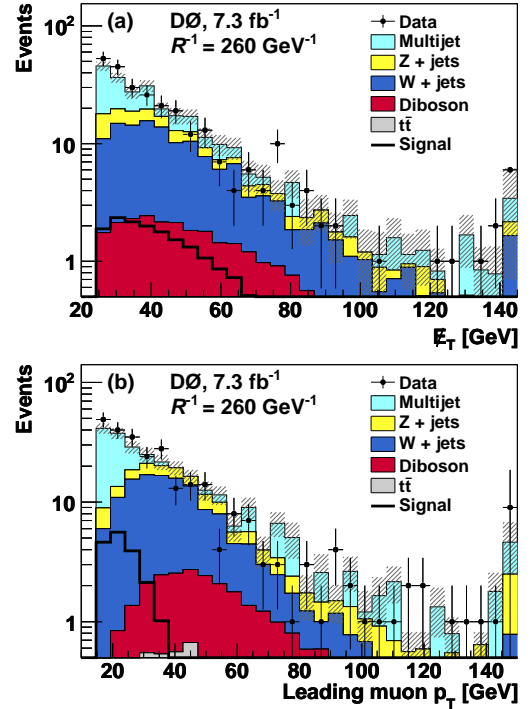 Events
(a)
DØ, 7.3 fb⁻¹
R⁻¹ = 260 GeV⁻¹
Data
Multijet
Z + jets
W + jets
Diboson
tt̄
Signal
10²
10
1
20 40 60 80 100 120 140
E̸_T [GeV]
Events
(b)
DØ, 7.3 fb⁻¹
R⁻¹ = 260 GeV⁻¹
Data
Multijet
Z + jets
W + jets
Diboson
tt̄
Signal
10²
10
1
20 40 60 80 100 120 140
Leading muon p_T [GeV]